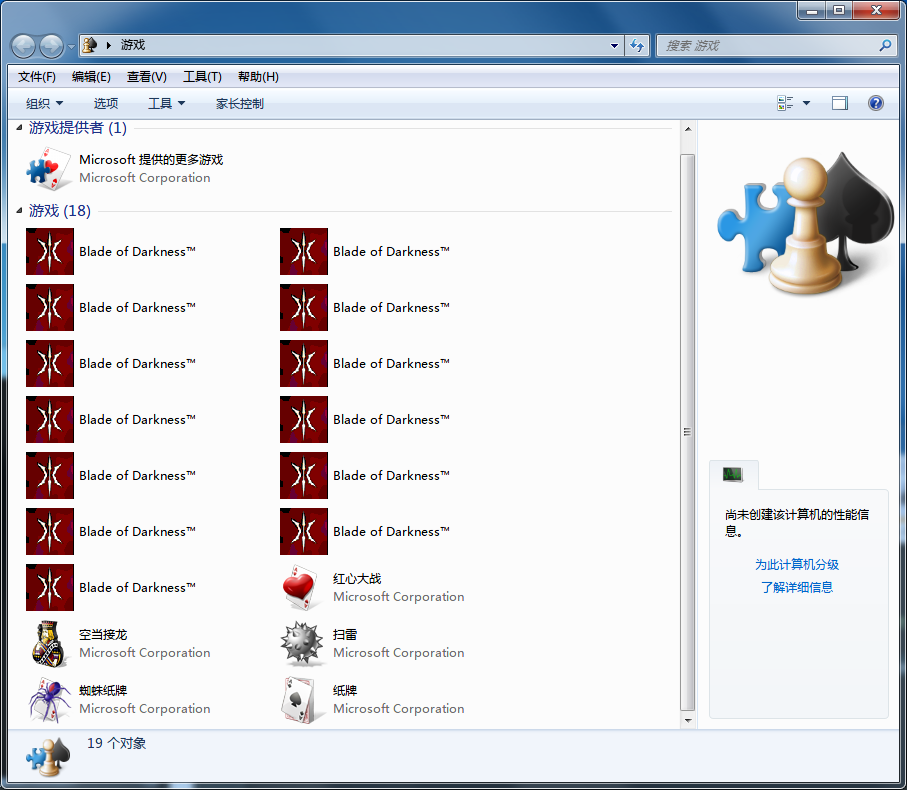 游戏
搜索 游戏
文件(F) 编辑(E) 查看(V) 工具(T) 帮助(H)
组织 选项 工具 家长控制
游戏提供者 (1)
Microsoft 提供的更多游戏
Microsoft Corporation
游戏 (18)
Blade of Darkness™ Blade of Darkness™
Blade of Darkness™ Blade of Darkness™
Blade of Darkness™ Blade of Darkness™
Blade of Darkness™ Blade of Darkness™
Blade of Darkness™ Blade of Darkness™
Blade of Darkness™ Blade of Darkness™
Blade of Darkness™
红心大战
Microsoft Corporation
空当接龙
Microsoft Corporation
扫雷
Microsoft Corporation
蜘蛛纸牌
Microsoft Corporation
纸牌
Microsoft Corporation
尚未创建该计算机的性能信
息。
为此计算机分级
了解详细信息
19 个对象